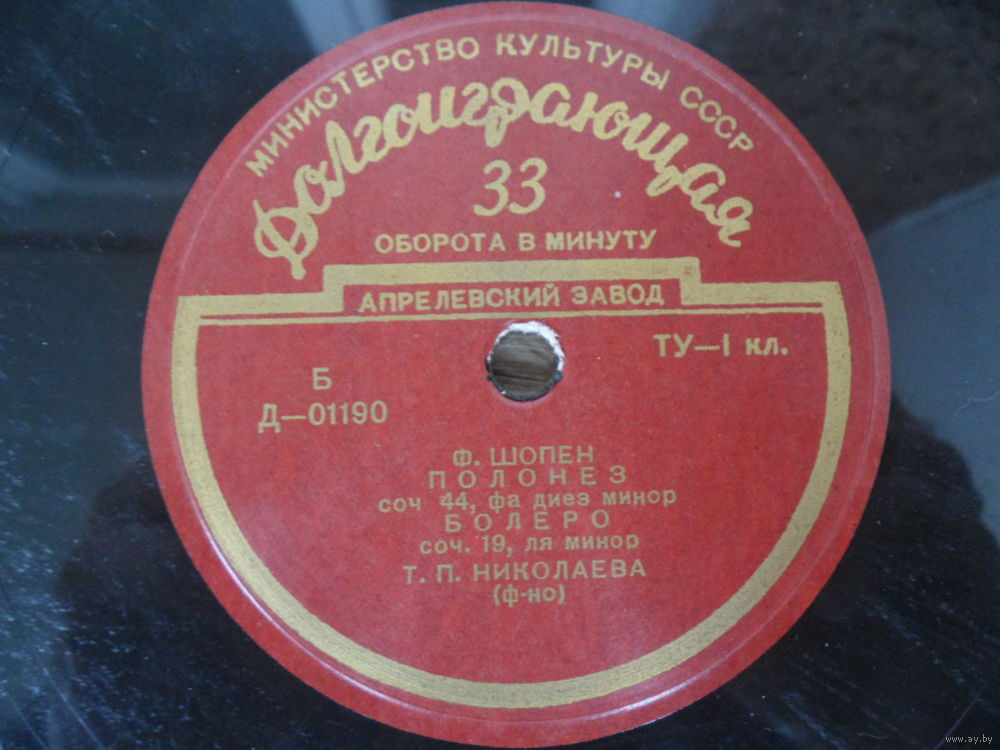 МИНИСТЕРСТВО КУЛЬТУРЫ СССР
Долгоиграющая
33
ОБОРОТА В МИНУТУ
АПРЕЛЕВСКИЙ ЗАВОД
ТУ—I кл.
Б
Д—01190
Ф. ШОПЕН
ПОЛОНЕЗ
соч 44, фа диез минор
БОЛЕРО
соч. 19, ля минор
Т. П. НИКОЛАЕВА
(ф-но)
www.ay.by